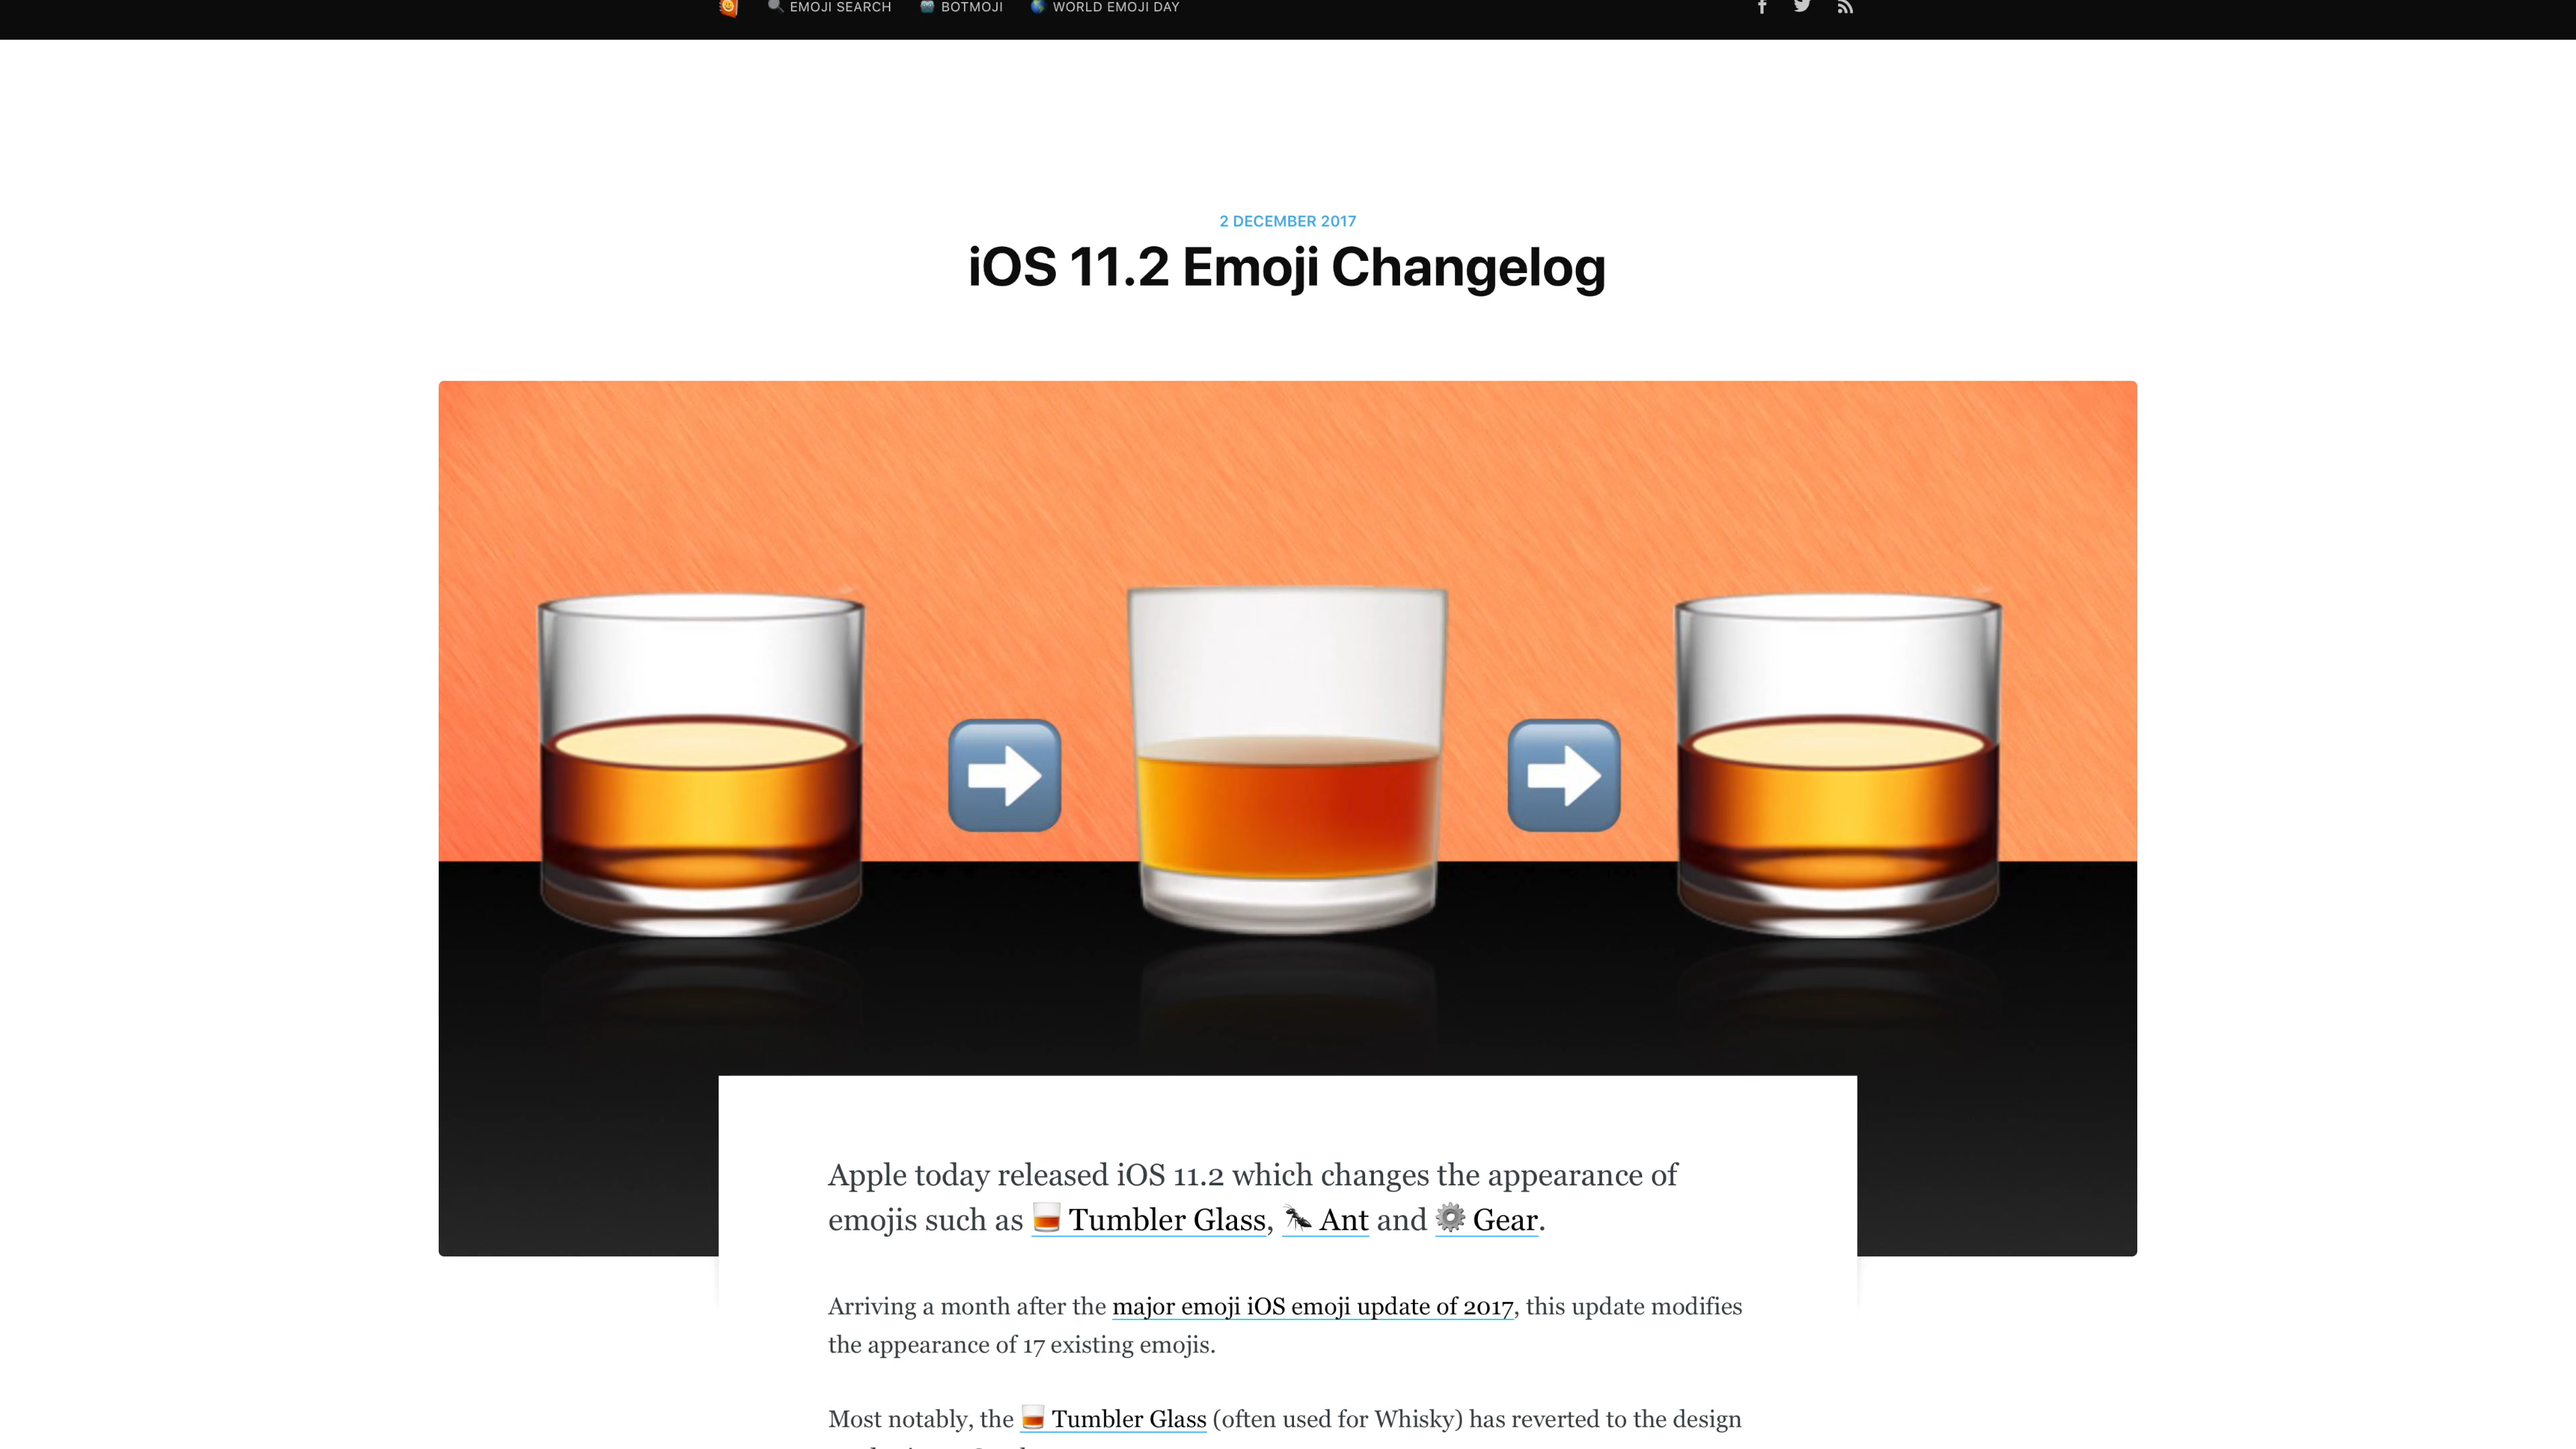 EMOJI SEARCH BOTMOJI WORLD EMOJI DAY
2 DECEMBER 2017
iOS 11.2 Emoji Changelog
Apple today released iOS 11.2 which changes the appearance of
emojis such as 🥃 Tumbler Glass, 🐜 Ant and ⚙️ Gear.
Arriving a month after the major emoji iOS emoji update of 2017, this update modifies
the appearance of 17 existing emojis.
Most notably, the 🥃 Tumbler Glass (often used for Whisky) has reverted to the design